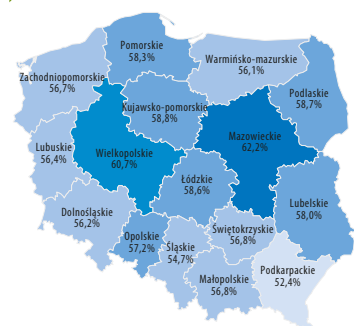 Pomorskie
58,3%
Warmińsko-mazurskie
56,1%
Zachodniopomorskie
56,7%
Podlaskie
58,7%
Kujawsko-pomorskie
58,8%
Mazowieckie
62,2%
Lubuskie
56,4%
Wielkopolskie
60,7%
Łódzkie
58,6%
Lubelskie
58,0%
Dolnośląskie
56,2%
Opolskie
57,2%
Śląskie
54,7%
Świętokrzyskie
56,8%
Małopolskie
56,8%
Podkarpackie
52,4%